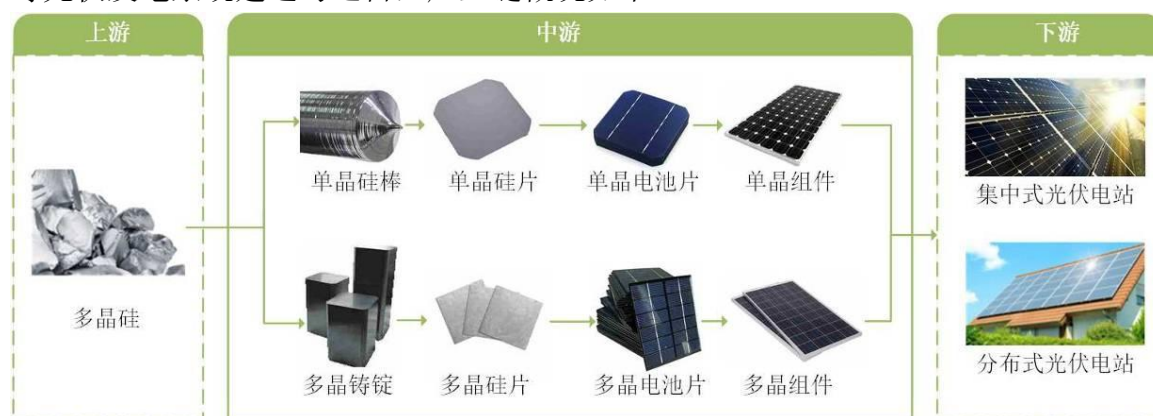 上游
中游
下游
单晶硅棒
单晶硅片
单晶电池片
单晶组件
集中式光伏电站
多晶硅
多晶铸锭
多晶硅片
多晶电池片
多晶组件
分布式光伏电站